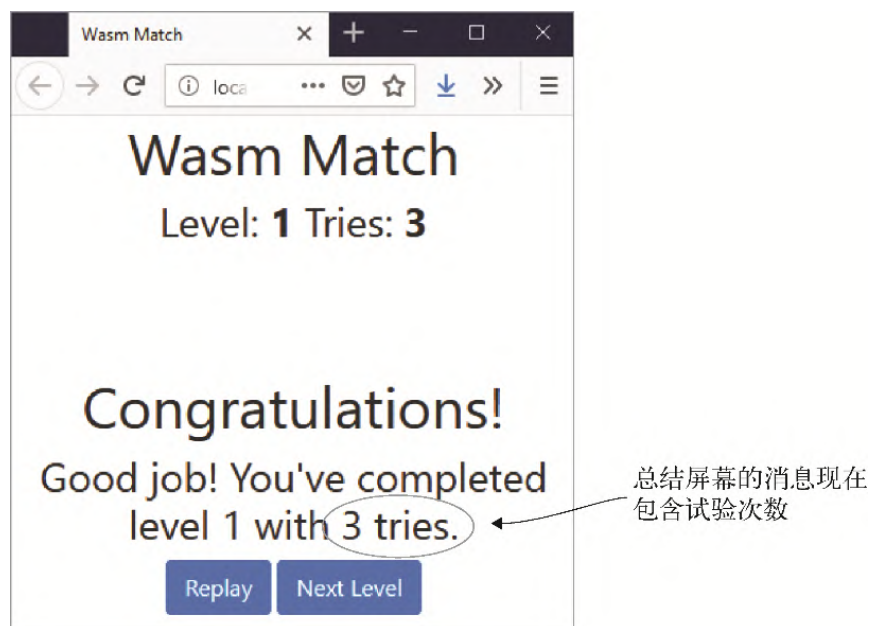 Wasm Match
loca
Wasm Match
Level: 1 Tries: 3
Congratulations!
Good job! You've completed
level 1 with 3 tries.
Replay Next Level
总结屏幕的消息现在
包含试验次数